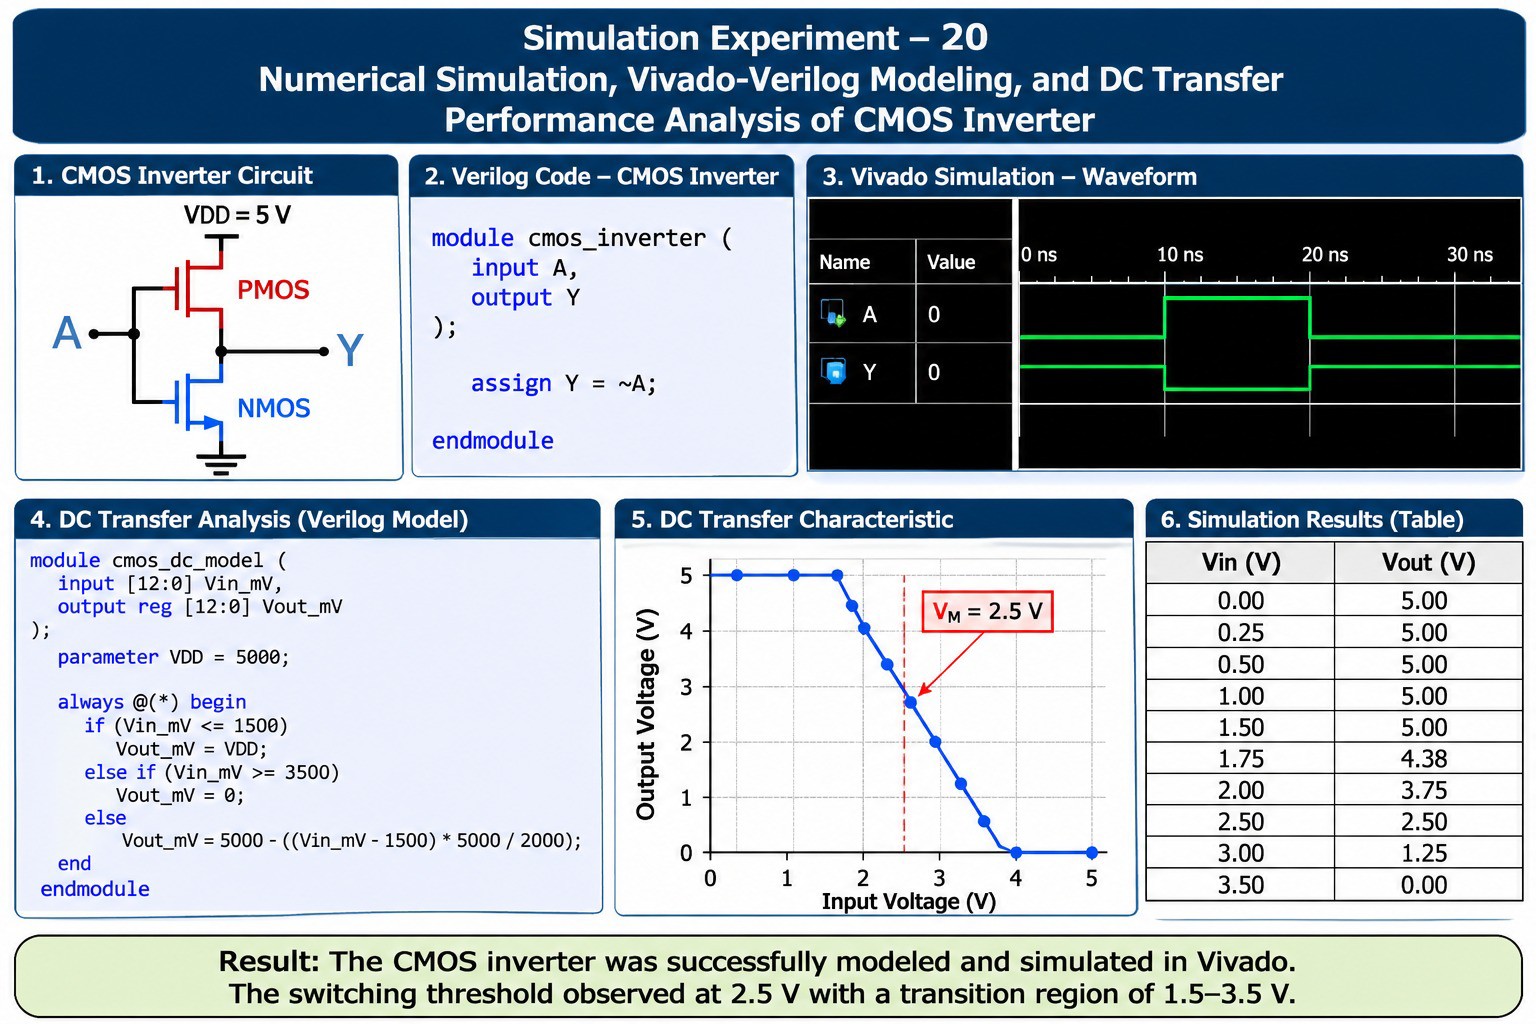 Simulation Experiment – 20
Numerical Simulation, Vivado-Verilog Modeling, and DC Transfer
Performance Analysis of CMOS Inverter
1. CMOS Inverter Circuit
VDD = 5 V
PMOS
A
Y
NMOS
2. Verilog Code – CMOS Inverter
module cmos_inverter (
input A,
output Y
);
assign Y = ~A;
endmodule
3. Vivado Simulation – Waveform
Name Value
0 ns 10 ns 20 ns 30 ns
A 0
Y 0
4. DC Transfer Analysis (Verilog Model)
module cmos_dc_model (
input [12:0] Vin_mV,
output reg [12:0] Vout_mV
);
parameter VDD = 5000;
always @(*) begin
if (Vin_mV <= 1500)
Vout_mV = VDD;
else if (Vin_mV >= 3500)
Vout_mV = 0;
else
Vout_mV = 5000 - ((Vin_mV - 1500) * 5000 / 2000);
end
endmodule
5. DC Transfer Characteristic
Output Voltage (V)
5
4
3
2
1
0
VM = 2.5 V
0 1 2 3 4 5
Input Voltage (V)
6. Simulation Results (Table)
Vin (V) Vout (V)
0.00 5.00
0.25 5.00
0.50 5.00
1.00 5.00
1.50 5.00
1.75 4.38
2.00 3.75
2.50 2.50
3.00 1.25
3.50 0.00
Result: The CMOS inverter was successfully modeled and simulated in Vivado.
The switching threshold observed at 2.5 V with a transition region of 1.5–3.5 V.